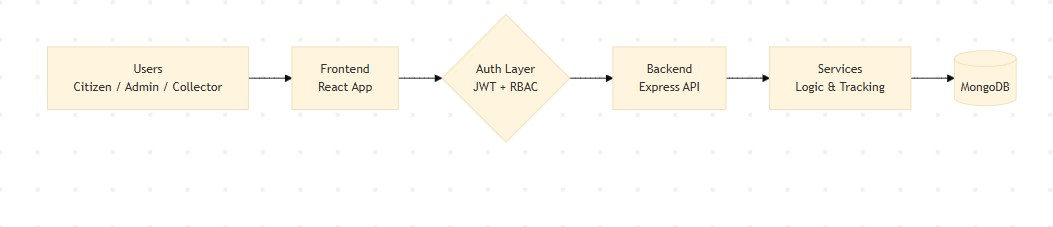 Users
Citizen / Admin / Collector
Frontend
React App
Auth Layer
JWT + RBAC
Backend
Express API
Services
Logic & Tracking
MongoDB